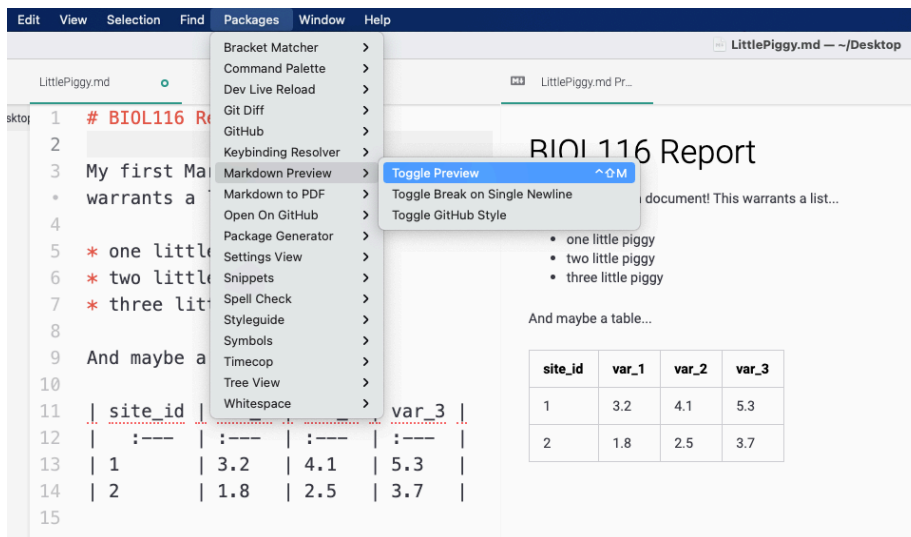 Edit View Selection Find Packages Window Help
LittlePiggy.md — ~/Desktop
LittlePiggy.md
LittlePiggy.md Pr...
sktop
Bracket Matcher
Command Palette
Dev Live Reload
Git Diff
GitHub
Keybinding Resolver
Markdown Preview
Markdown to PDF
Open On GitHub
Package Generator
Settings View
Snippets
Spell Check
Styleguide
Symbols
Timecop
Tree View
Whitespace
Toggle Preview ^⇧M
Toggle Break on Single Newline
Toggle GitHub Style
1 # BIOL116 Re
2
3 My first Mar
• warrants a l
4
5 * one little
6 * two little
7 * three litt
8
9 And maybe a
10
11 | site_id | | | var_3 |
12 | :--- | :--- | :--- | :--- |
13 | 1 | 3.2 | 4.1 | 5.3 |
14 | 2 | 1.8 | 2.5 | 3.7 |
15
BIOL116 Report
document! This warrants a list...
• one little piggy
• two little piggy
• three little piggy
And maybe a table...
site_id var_1 var_2 var_3
1 3.2 4.1 5.3
2 1.8 2.5 3.7